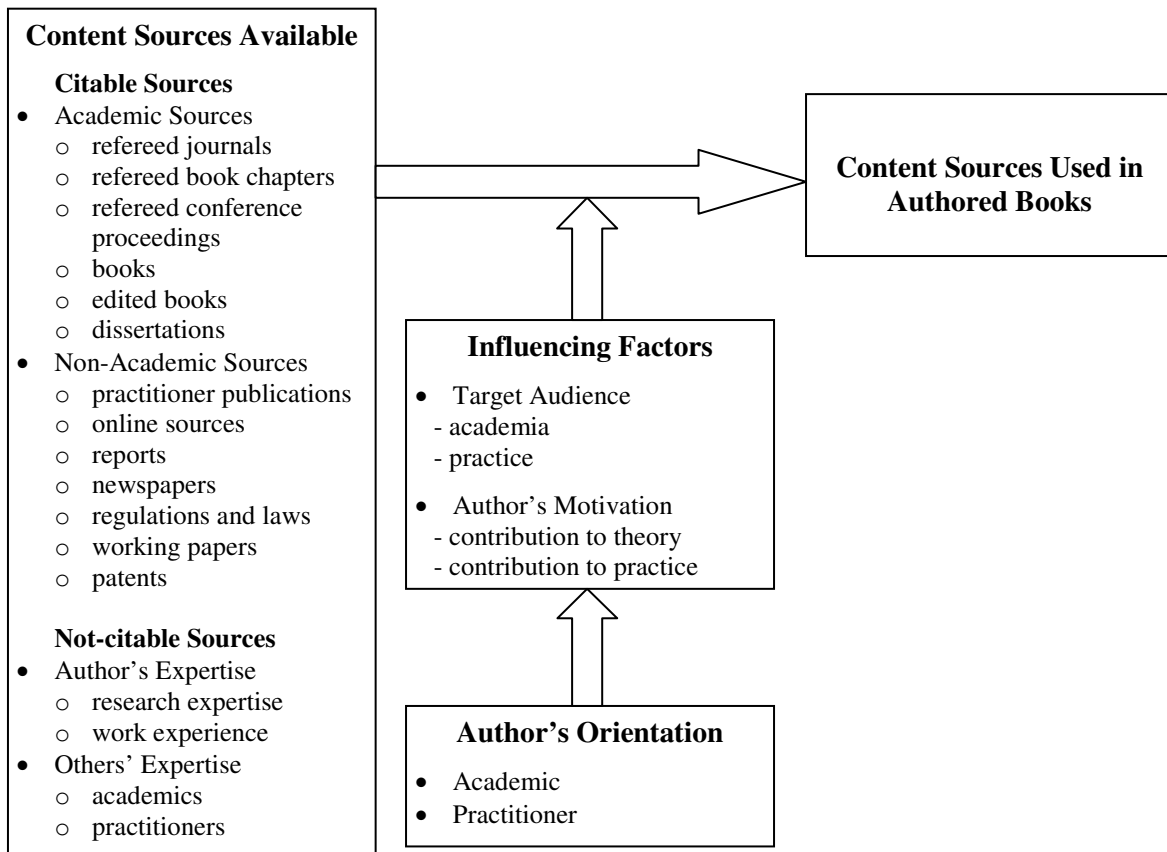 Content Sources Available
Citable Sources
• Academic Sources
o refereed journals
o refereed book chapters
o refereed conference
proceedings
o books
o edited books
o dissertations
• Non-Academic Sources
o practitioner publications
o online sources
o reports
o newspapers
o regulations and laws
o working papers
o patents
Not-citable Sources
• Author’s Expertise
o research expertise
o work experience
• Others’ Expertise
o academics
o practitioners
Content Sources Used in
Authored Books
Influencing Factors
• Target Audience
- academia
- practice
• Author’s Motivation
- contribution to theory
- contribution to practice
Author’s Orientation
• Academic
• Practitioner